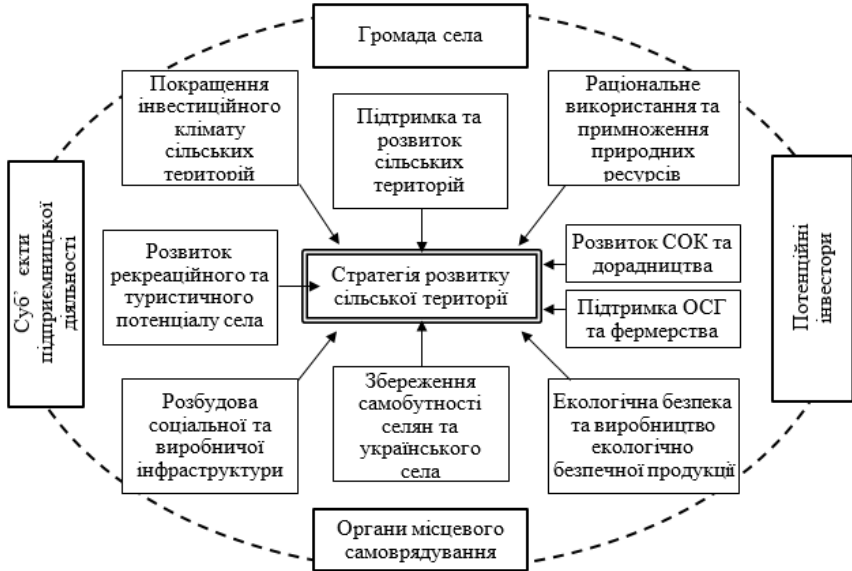 Громада села
Покращення
інвестиційного
клімату
сільських
територій
Підтримка та
розвиток
сільських
територій
Раціональне
використання та
примноження
природних
ресурсів
Суб’ єкти
підприємницької
діяльності
Розвиток
рекреаційного та
туристичного
потенціалу села
Стратегія розвитку
сільської території
Розвиток СОК та
дорадництва
Підтримка ОСГ
та фермерства
Потенційні
інвестори
Розбудова
соціальної та
виробничої
інфраструктури
Збереження
самобутності
селян та
українського
села
Екологічна безпека
та виробництво
екологічно
безпечної продукції
Органи місцевого
самоврядування